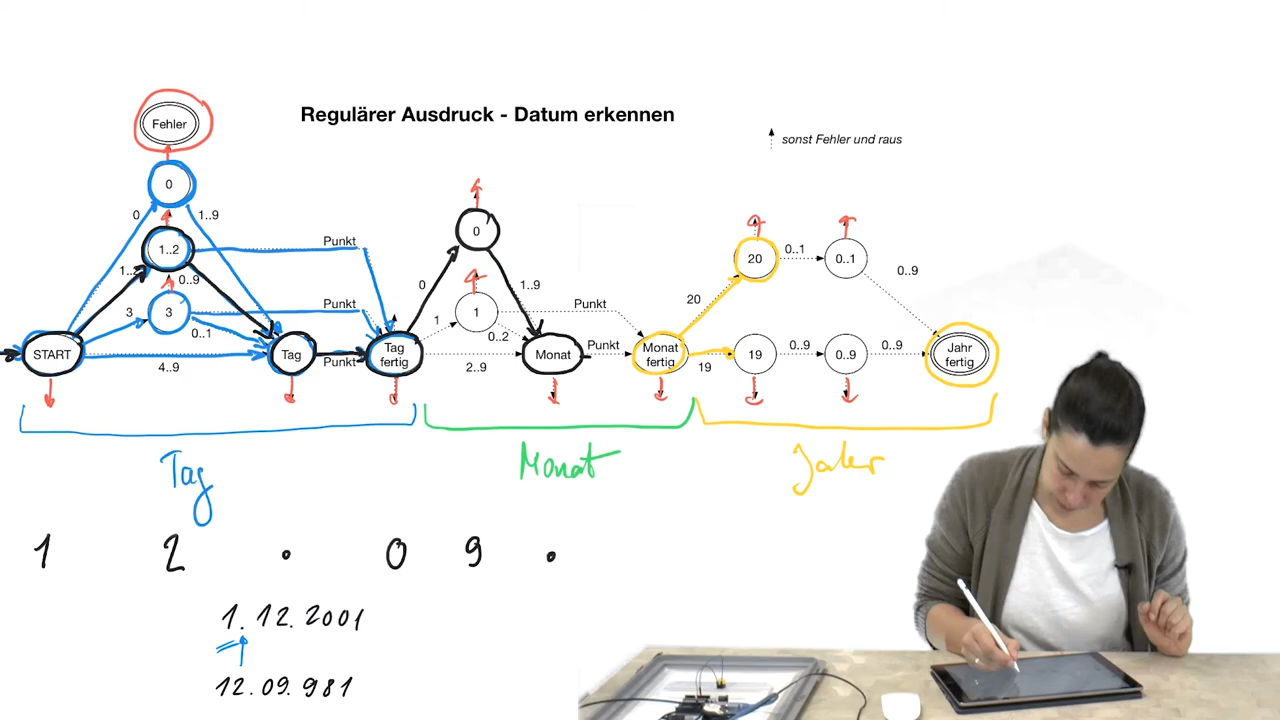 Regulärer Ausdruck - Datum erkennen
sonst Fehler und raus
Fehler
0
0
1..9
1..2
1..2
0..9
Punkt
3
3
0..1
Punkt
START
4..9
Tag
Punkt
Tag
fertig
0
0
1..9
1
1
0..2
Punkt
2..9
Monat
Punkt
Monat
fertig
20
20
0..1
0..1
0..9
19
19
0..9
0..9
0..9
Jahr
fertig
Tag
Monat
Jahr
1 2 . 0 9 .
1.12.2001
12.09.981